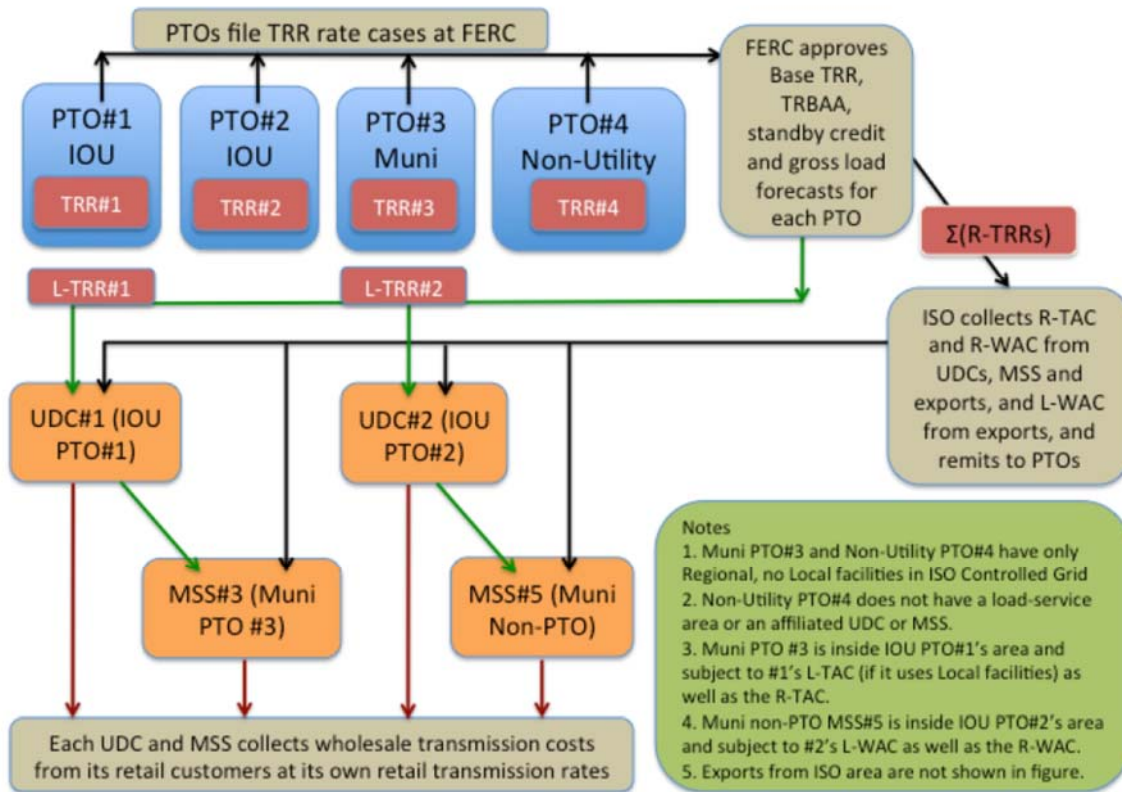 PTOs file TRR rate cases at FERC
FERC approves
Base TRR,
TRBAA,
standby credit
and gross load
forecasts for
each PTO
PTO#1
IOU
TRR#1
PTO#2
IOU
TRR#2
PTO#3
Muni
TRR#3
PTO#4
Non-Utility
TRR#4
Σ(R-TRRs)
L-TRR#1
L-TRR#2
ISO collects R-TAC
and R-WAC from
UDCs, MSS and
exports, and L-WAC
from exports, and
remits to PTOs
UDC#1 (IOU
PTO#1)
UDC#2 (IOU
PTO#2)
MSS#3 (Muni
PTO #3)
MSS#5 (Muni
Non-PTO)
Notes
1. Muni PTO#3 and Non-Utility PTO#4 have only
Regional, no Local facilities in ISO Controlled Grid
2. Non-Utility PTO#4 does not have a load-service
area or an affiliated UDC or MSS.
3. Muni PTO #3 is inside IOU PTO#1’s area and
subject to #1’s L-TAC (if it uses Local facilities) as
well as the R-TAC.
4. Muni non-PTO MSS#5 is inside IOU PTO#2’s area
and subject to #2’s L-WAC as well as the R-WAC.
5. Exports from ISO area are not shown in figure.
Each UDC and MSS collects wholesale transmission costs
from its retail customers at its own retail transmission rates